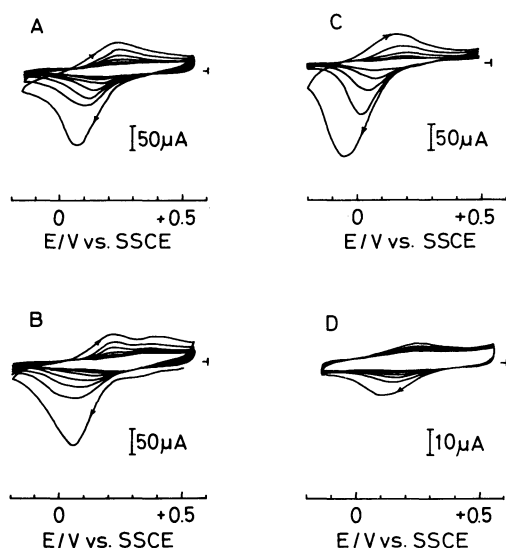 A
50μA
0 +0.5
E/V vs. SSCE
C
50μA
0 +0.5
E/V vs. SSCE
B
50μA
0 +0.5
E/V vs. SSCE
D
10μA
0 +0.5
E/V vs. SSCE